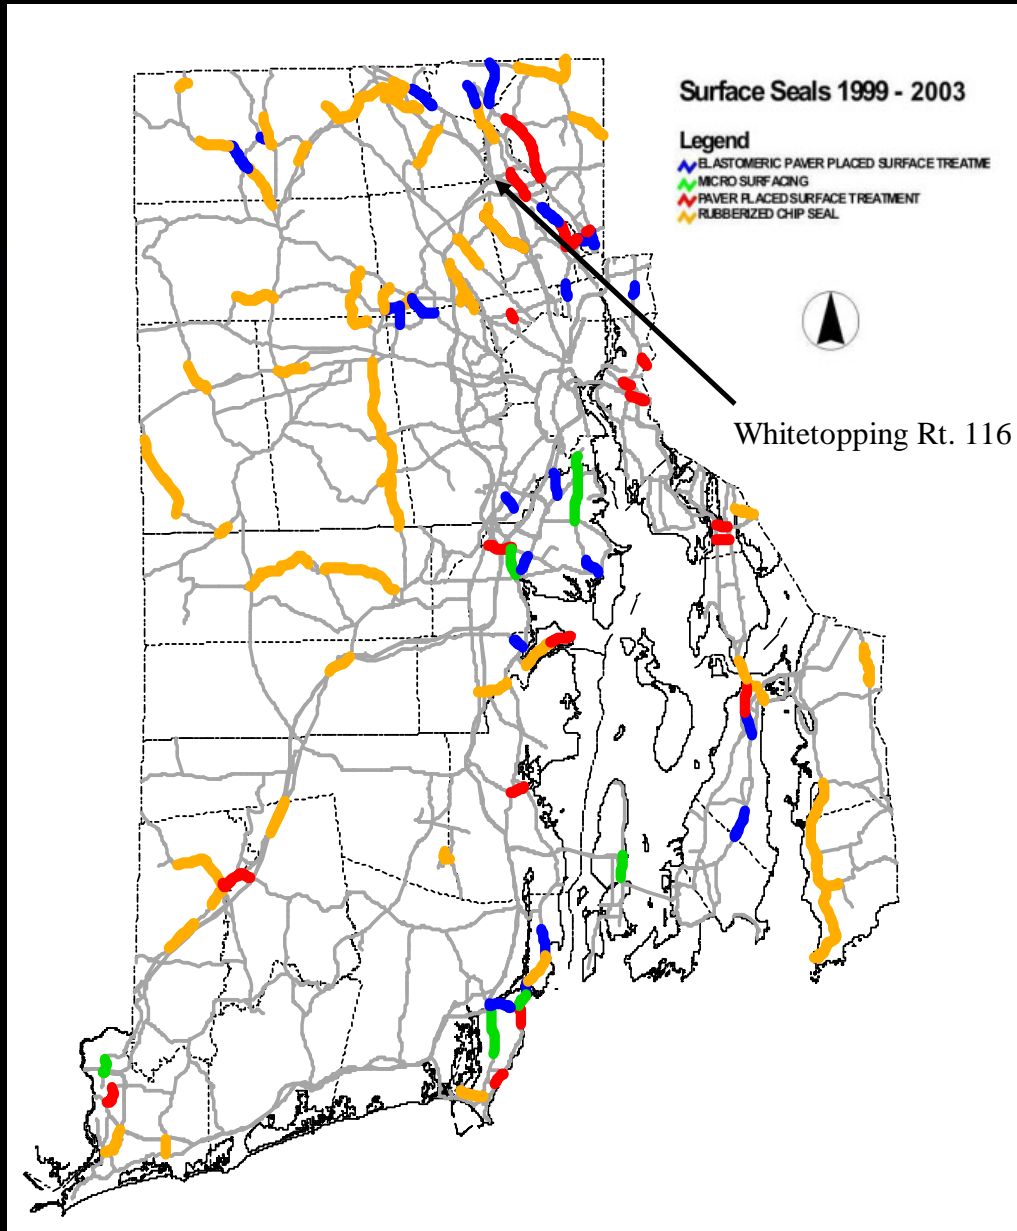 Surface Seals 1999 - 2003
Legend
ELASTOMERIC PAVER PLACED SURFACE TREATME
MICRO SURFACING
PAVER PLACED SURFACE TREATMENT
RUBBERIZED CHIP SEAL
Whitetopping Rt. 116